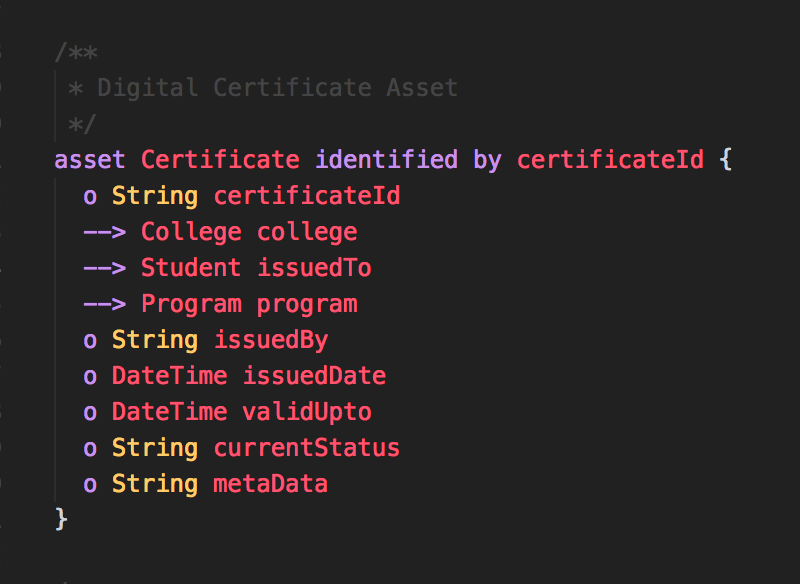 /**
* Digital Certificate Asset
*/
asset Certificate identified by certificateId {
o String certificateId
--> College college
--> Student issuedTo
--> Program program
o String issuedBy
o DateTime issuedDate
o DateTime validUpto
o String currentStatus
o String metaData
}